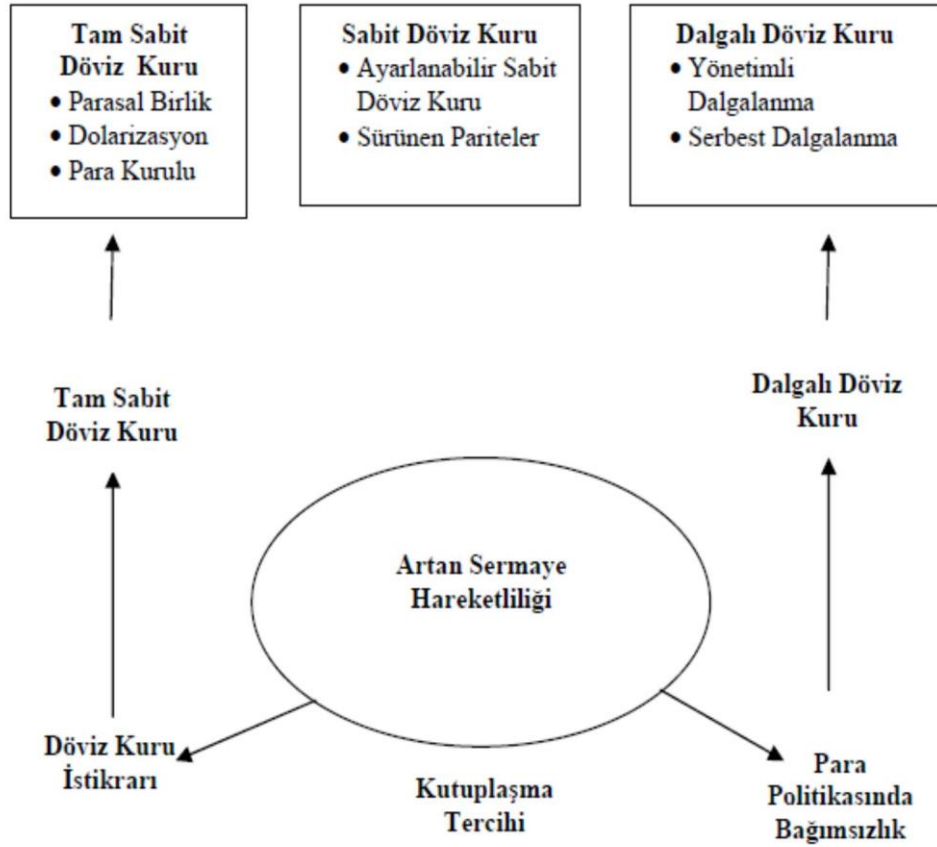 Tam Sabit
Döviz Kuru
• Parasal Birlik
• Dolarizasyon
• Para Kurulu
Sabit Döviz Kuru
• Ayarlanabilir Sabit
Döviz Kuru
• Sürünen Pariteler
Dalgalı Döviz Kuru
• Yönetimli
Dalgalanma
• Serbest Dalgalanma
Tam Sabit
Döviz Kuru
Dalgalı Döviz
Kuru
Artan Sermaye
Hareketliliği
Döviz Kuru
İstikrarı
Kutuplaşma
Tercihi
Para
Politikasında
Bağımsızlık